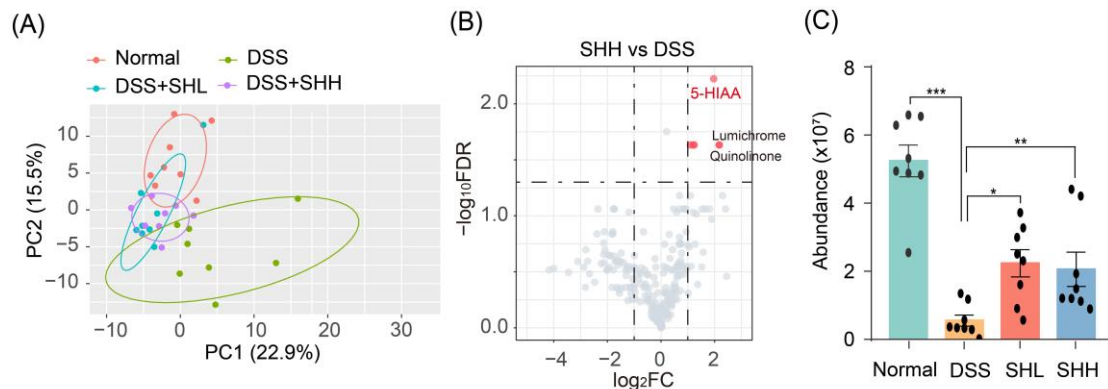 (A)
Normal DSS
DSS+SHL DSS+SHH
PC2 (15.5%)
10
5
0
−5
−10
−10 0 10 20 30
PC1 (22.9%)
(B)
SHH vs DSS
−log₁₀FDR
2.0
1.0
0.0
5-HIAA
Lumichrome
Quinolinone
−4 −2 0 2 4
log₂FC
(C)
Abundance (x10⁷)
8
6
4
2
0
***
**
*
Normal DSS SHL SHH